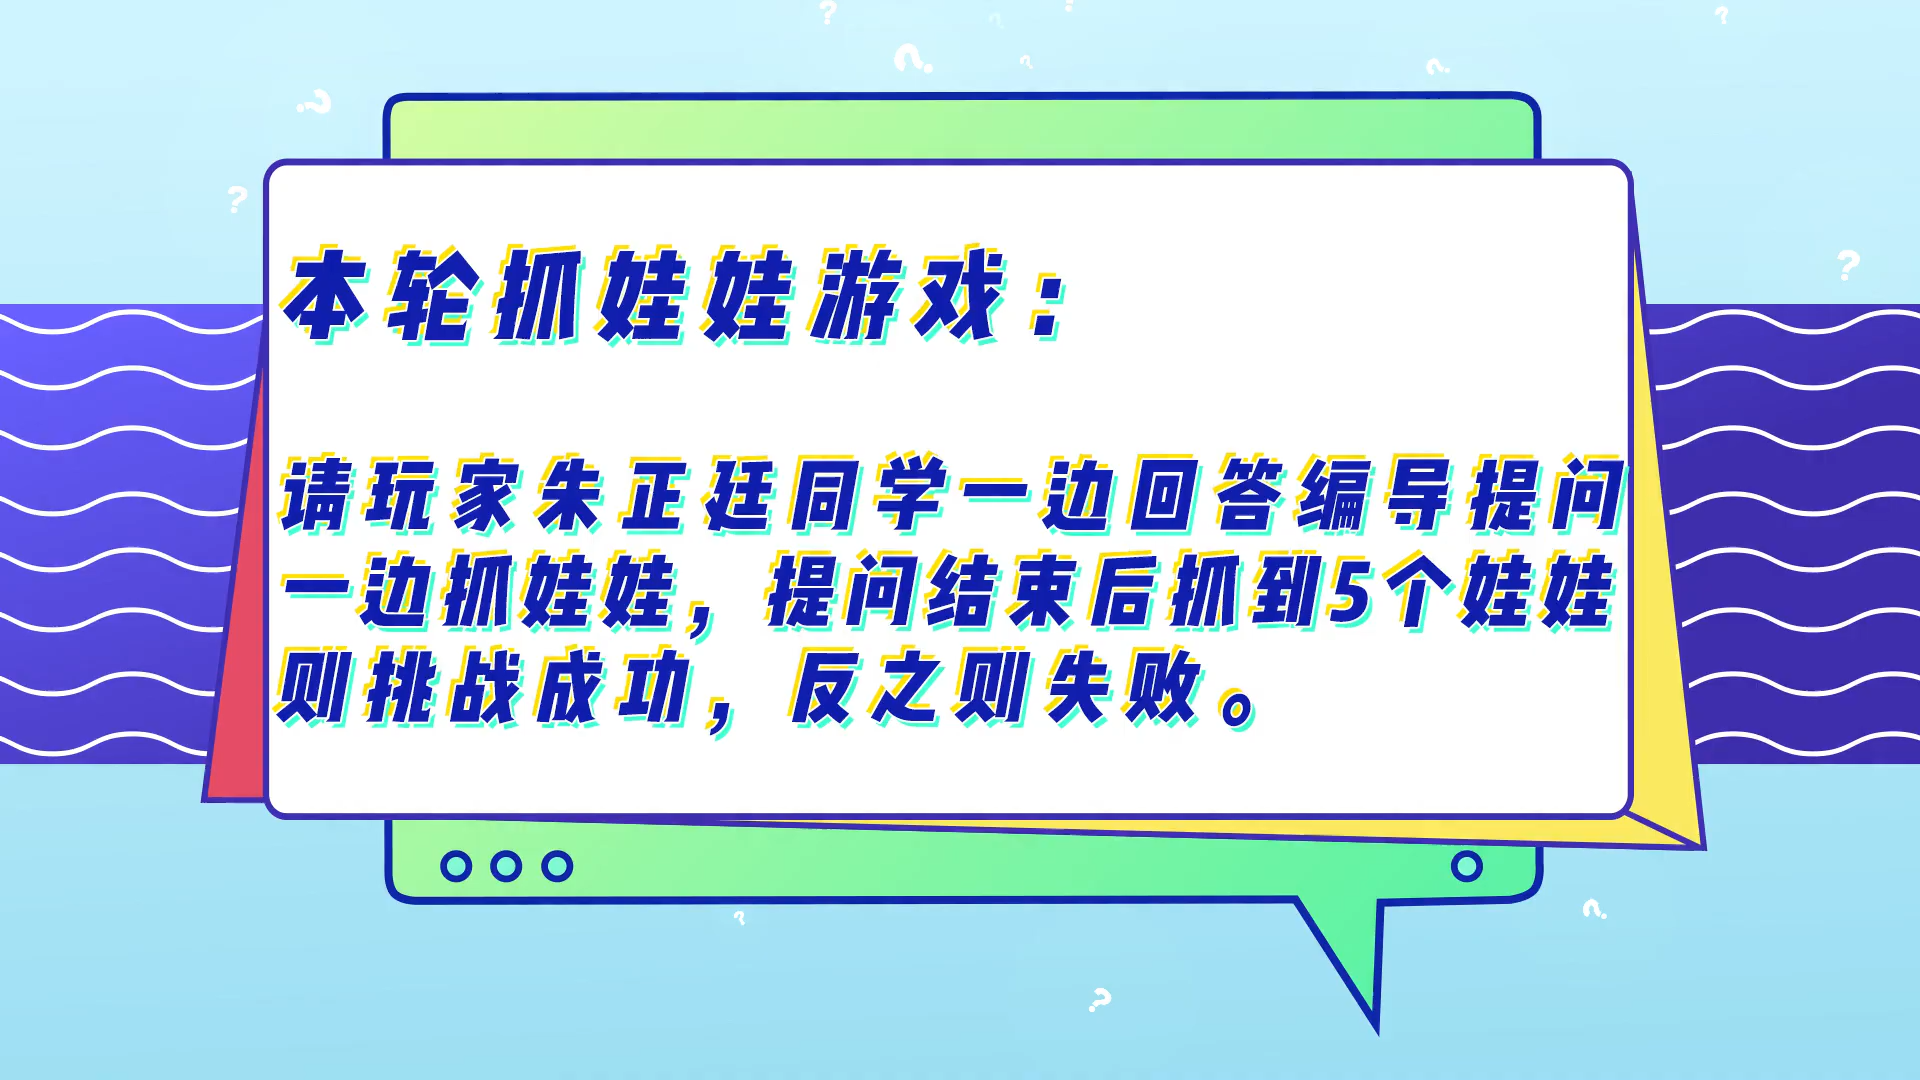 本轮抓娃娃游戏：
请玩家朱正廷同学一边回答编导提问
一边抓娃娃，提问结束后抓到5个娃娃
则挑战成功，反之则失败。